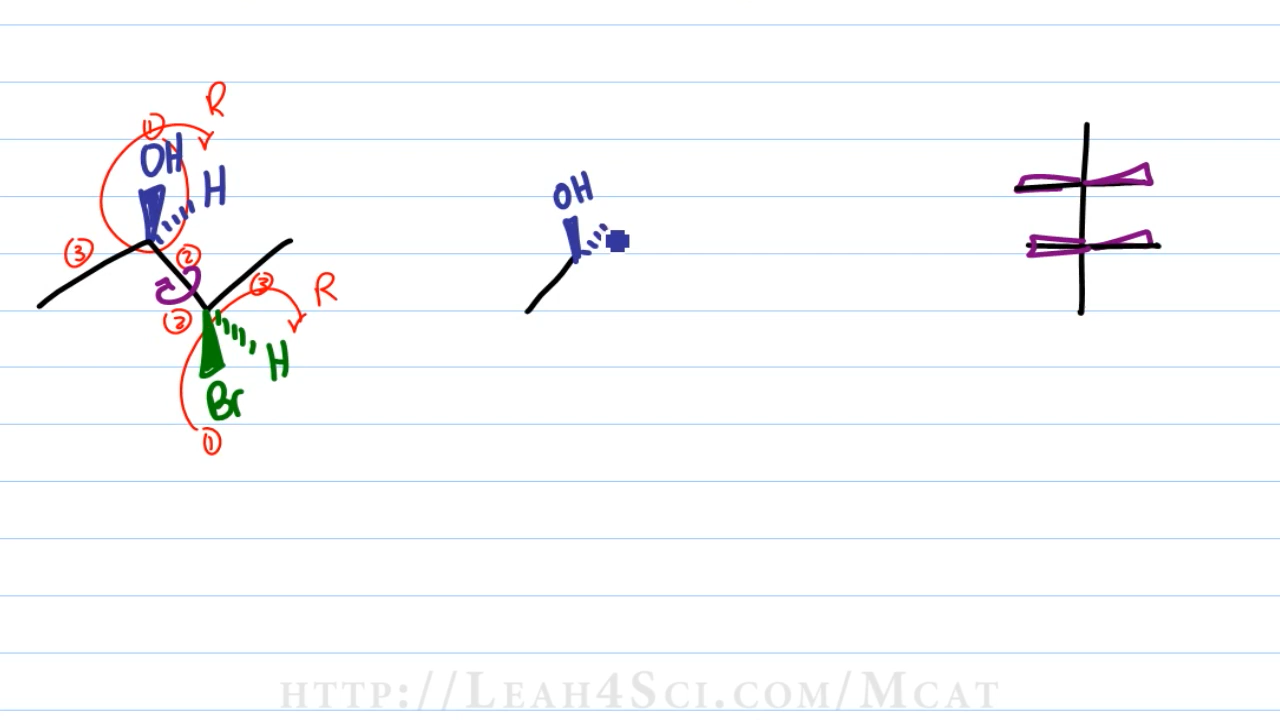 R
①
OH
H
OH
③
②
③
R
②
H
Br
①
HTTP://LEAH4SCI.COM/MCAT